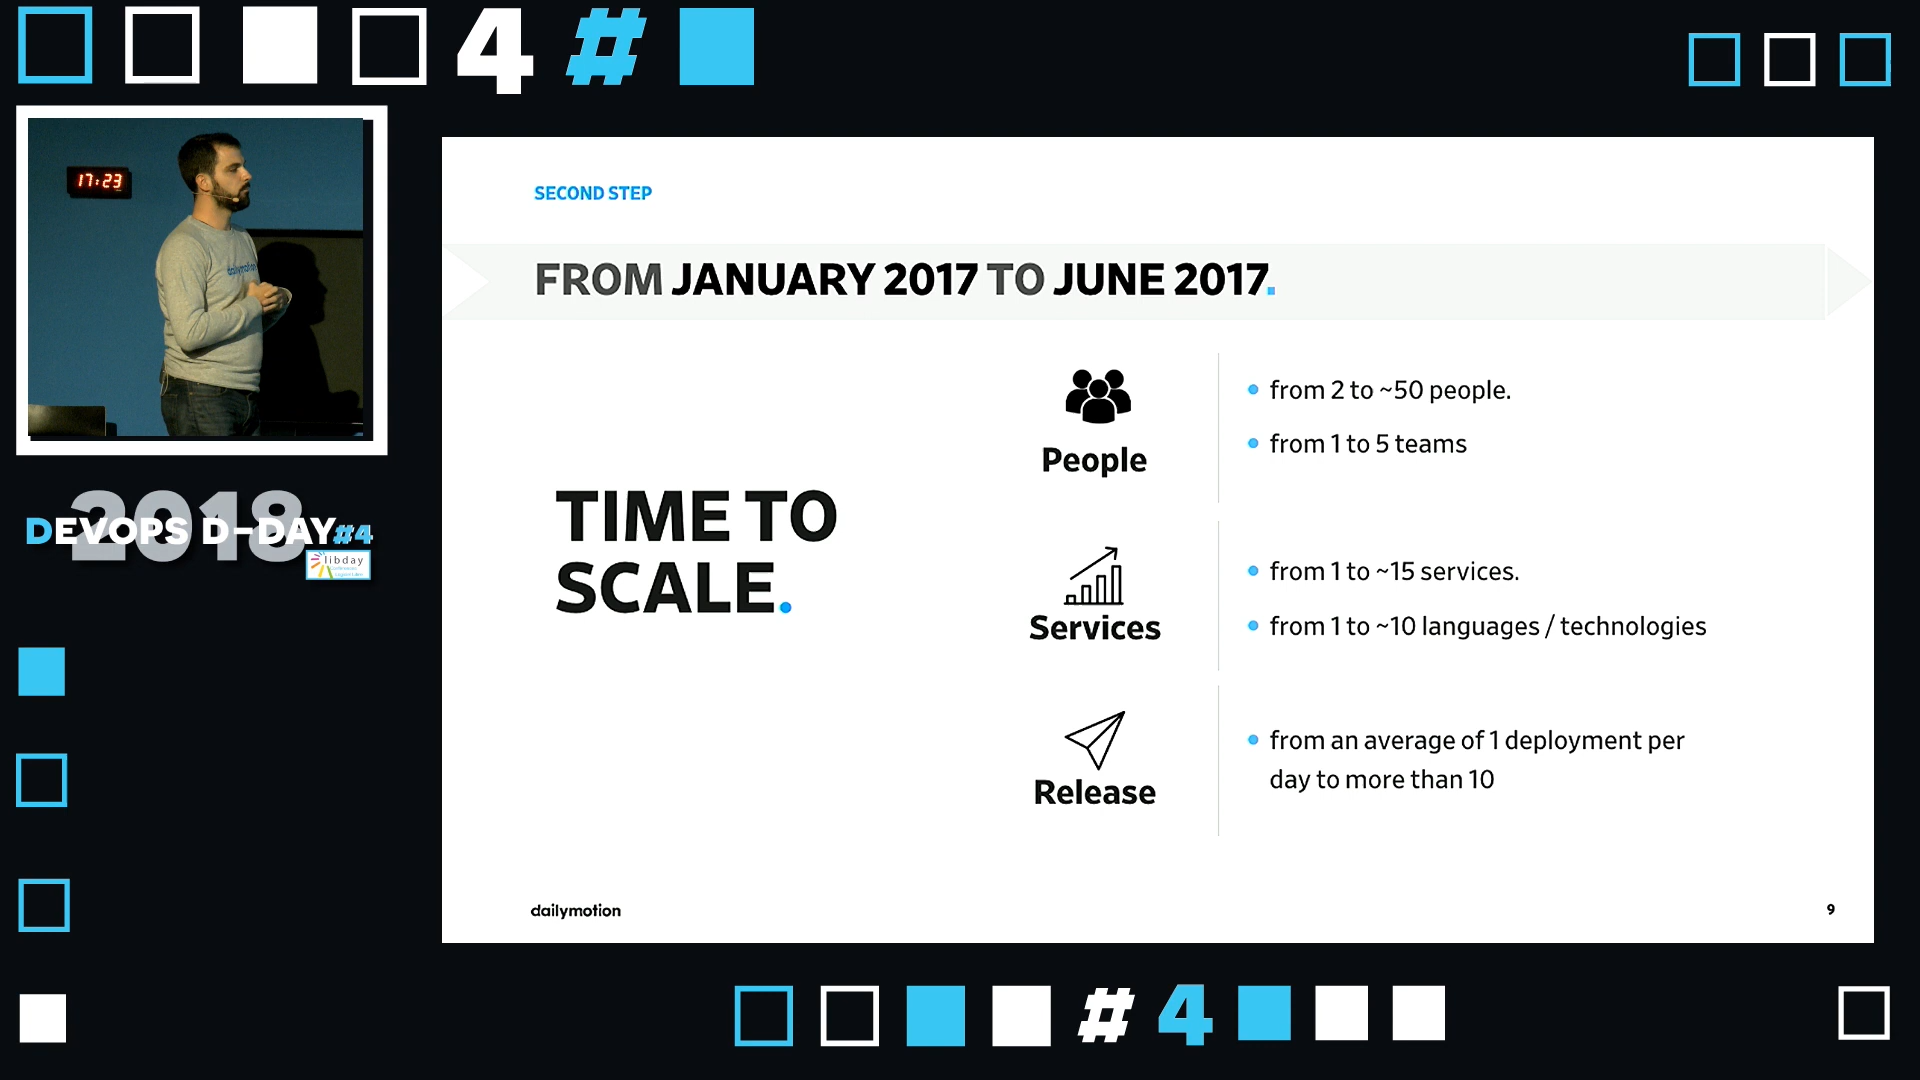 4 #
17:23
dailymotion
2018
DEVOPS D-DAY#4
libday
SECOND STEP
FROM JANUARY 2017 TO JUNE 2017.
TIME TO
SCALE.
People
from 2 to ~50 people.
from 1 to 5 teams
Services
from 1 to ~15 services.
from 1 to ~10 languages / technologies
Release
from an average of 1 deployment per
day to more than 10
dailymotion
9
# 4